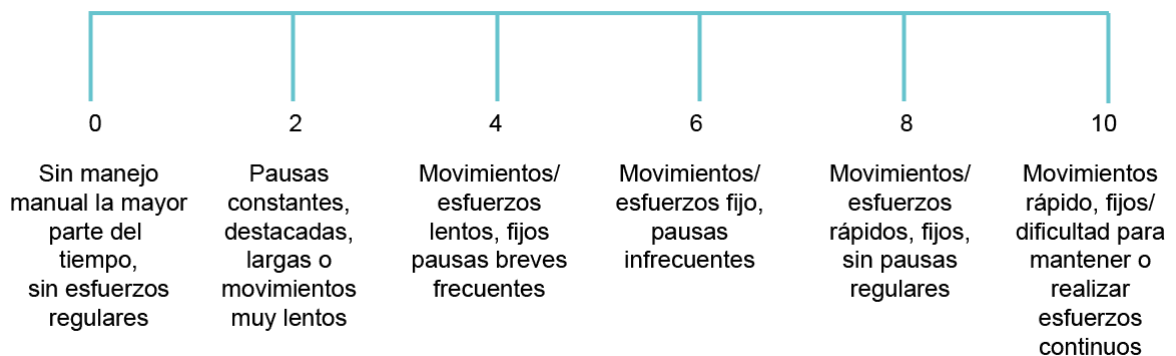 0
Sin manejo
manual la mayor
parte del
tiempo,
sin esfuerzos
regulares
2
Pausas
constantes,
destacadas,
largas o
movimientos
muy lentos
4
Movimientos/
esfuerzos
lentos, fijos
pausas breves
frecuentes
6
Movimientos/
esfuerzos fijo,
pausas
infrecuentes
8
Movimientos/
esfuerzos
rápidos, fijos,
sin pausas
regulares
10
Movimientos
rápido, fijos/
dificultad para
mantener o
realizar
esfuerzos
continuos